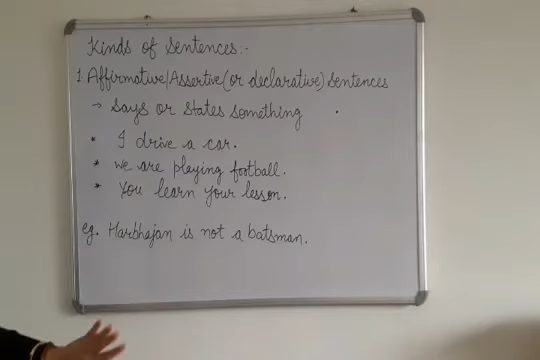 Kinds of Sentences:-
1 Affirmative/Assertive (or declarative) Sentences
→ Says or States something
* I drive a car.
* We are playing football.
* You learn your lesson.
eg. Harbhajan is not a batsman.